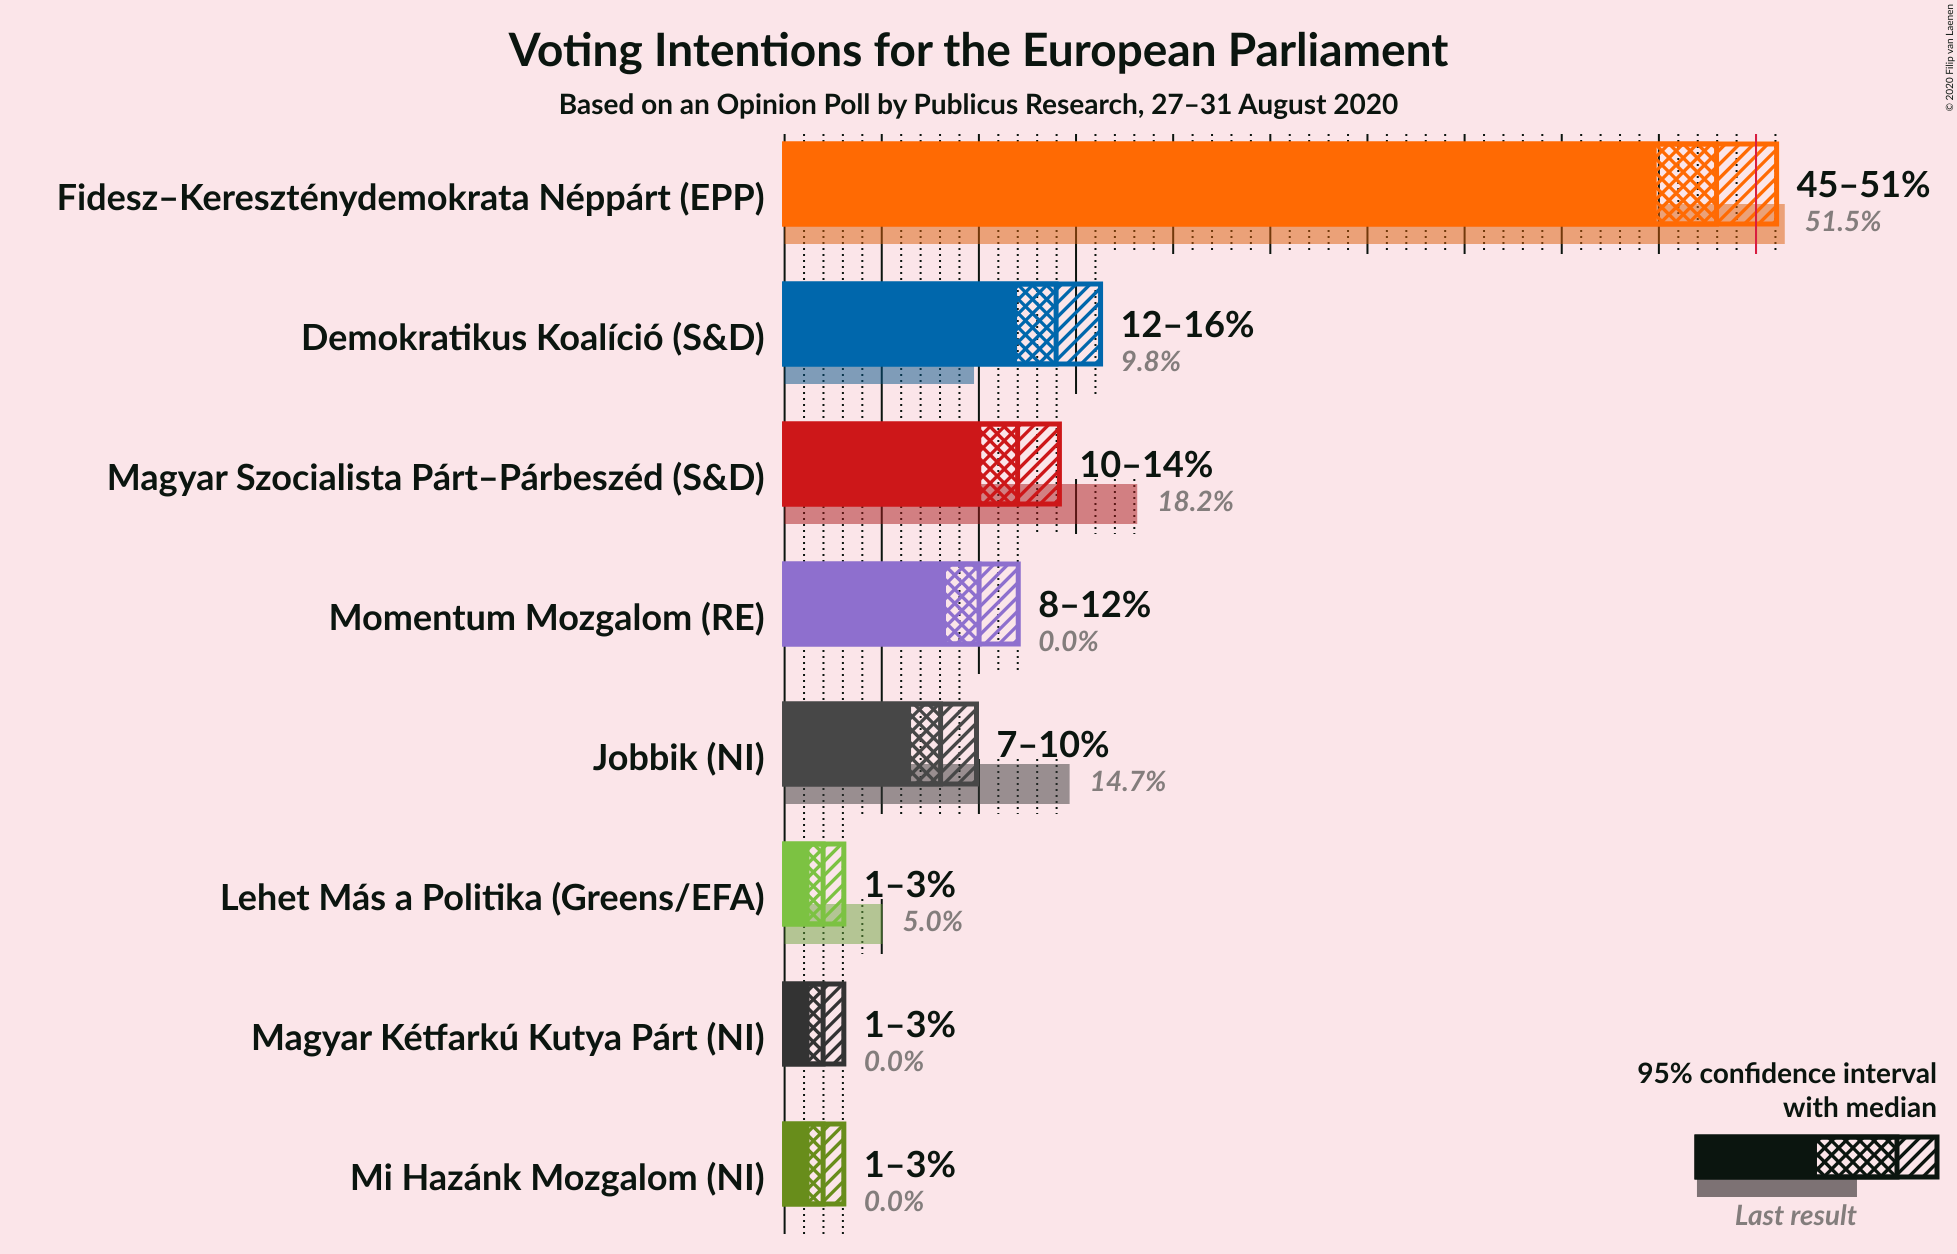 Voting Intentions for the European Parliament
Based on an Opinion Poll by Publicus Research, 27–31 August 2020
© 2020 Filip van Laenen
Fidesz–Kereszténydemokrata Néppárt (EPP)
45–51%
51.5%
Demokratikus Koalíció (S&D)
12–16%
9.8%
Magyar Szocialista Párt–Párbeszéd (S&D)
10–14%
18.2%
Momentum Mozgalom (RE)
8–12%
0.0%
Jobbik (NI)
7–10%
14.7%
Lehet Más a Politika (Greens/EFA)
1–3%
5.0%
Magyar Kétfarkú Kutya Párt (NI)
1–3%
0.0%
Mi Hazánk Mozgalom (NI)
1–3%
0.0%
95% confidence interval
with median
Last result